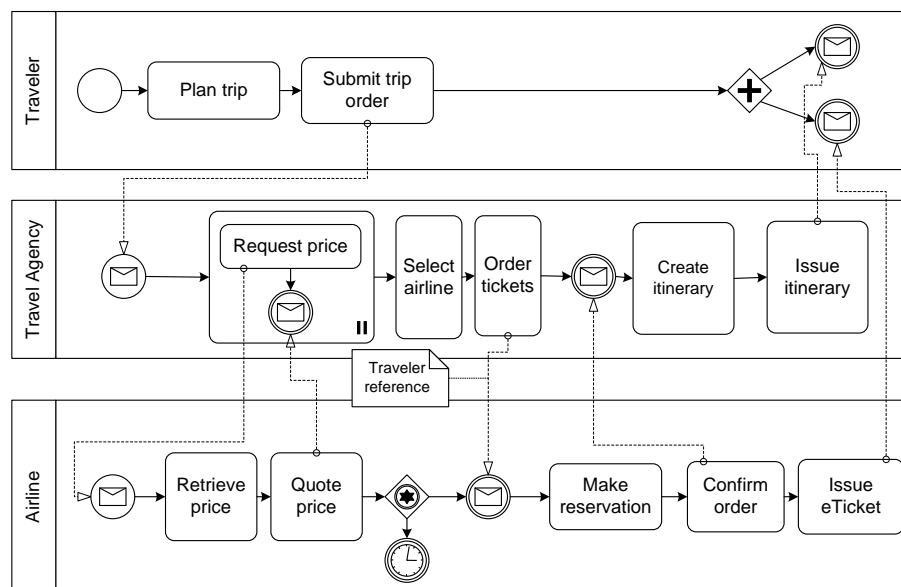 Traveler
Plan trip
Submit trip
order
Travel Agency
Request price
Select
airline
Order
tickets
Create
itinerary
Issue
itinerary
Traveler
reference
Airline
Retrieve
price
Quote
price
Make
reservation
Confirm
order
Issue
eTicket